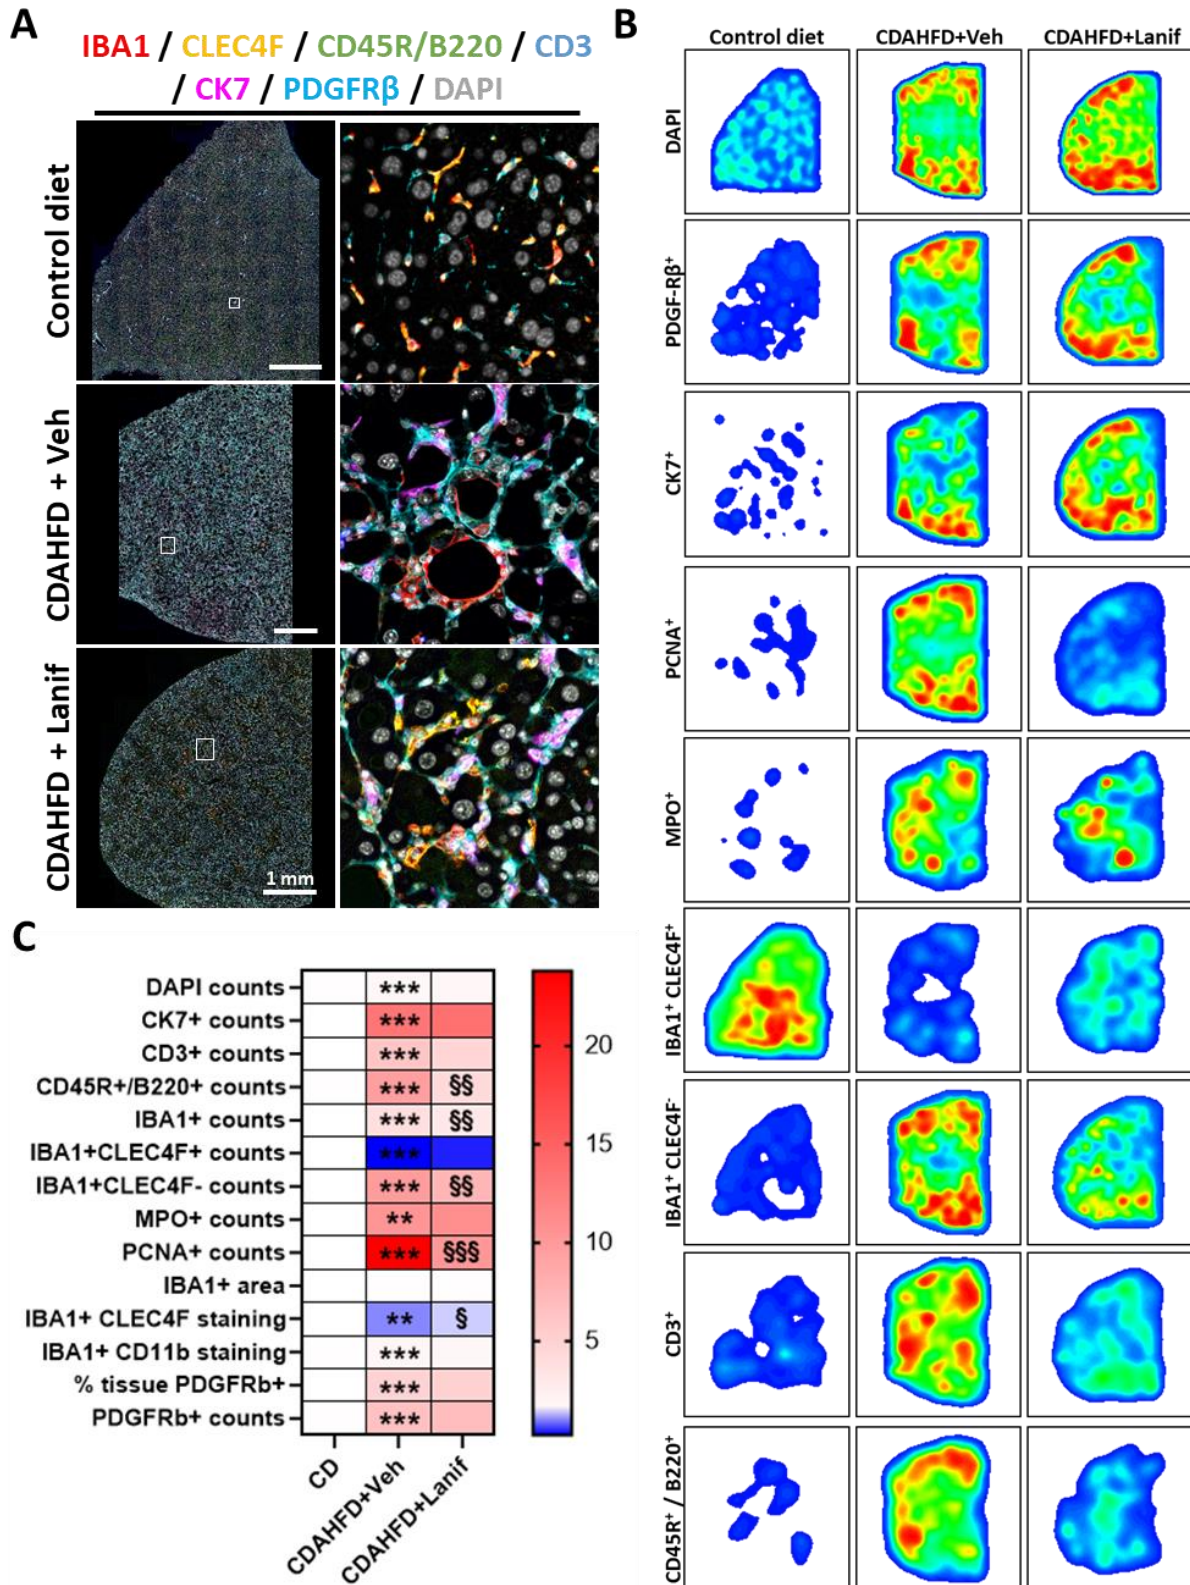 A
IBA1 / CLEC4F / CD45R/B220 / CD3
/ CK7 / PDGFRβ / DAPI
Control diet
CDAHFD + Veh
CDAHFD + Lanif
1 mm
B
Control diet CDAHFD+Veh CDAHFD+Lanif
DAPI
PDGF-Rβ⁺
CK7⁺
PCNA⁺
MPO⁺
IBA1⁺ CLEC4F⁺
IBA1⁺ CLEC4F⁻
CD3⁺
CD45R⁺ / B220⁺
C
DAPI counts ***
CK7+ counts ***
CD3+ counts ***
CD45R+/B220+ counts *** §§
IBA1+ counts *** §§
IBA1+CLEC4F+ counts ***
IBA1+CLEC4F- counts *** §§
MPO+ counts **
PCNA+ counts *** §§§
IBA1+ area
IBA1+ CLEC4F staining ** §
IBA1+ CD11b staining ***
% tissue PDGFRb+ ***
PDGFRb+ counts ***
CD
CDAHFD+Veh
CDAHFD+Lanif
20
15
10
5